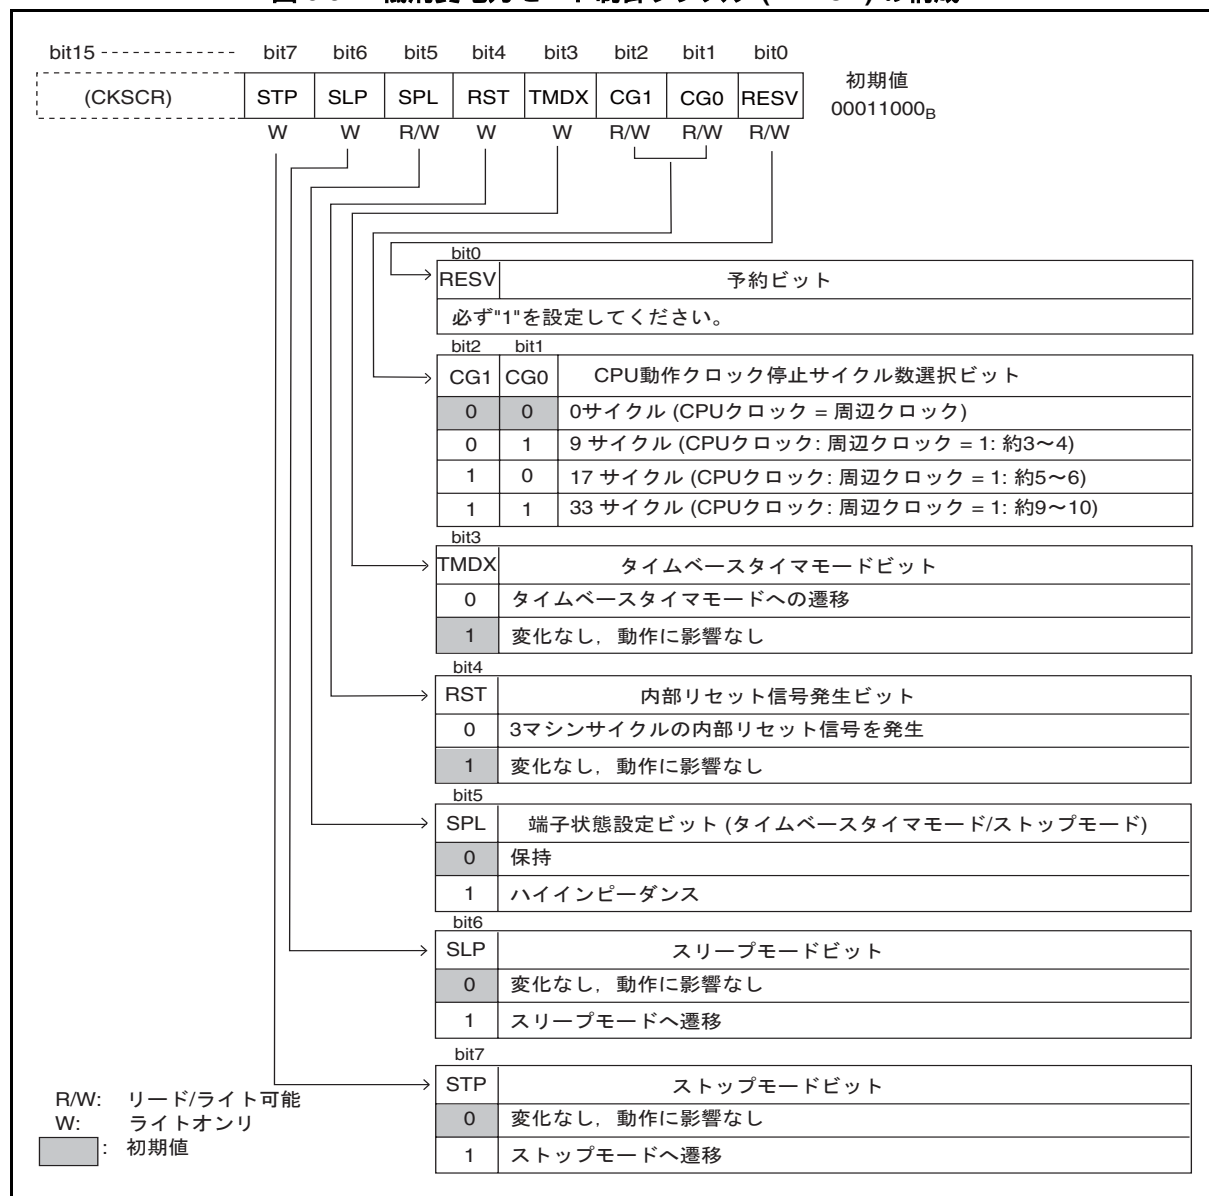 bit15 bit7 bit6 bit5 bit4 bit3 bit2 bit1 bit0
(CKSCR) STP SLP SPL RST TMDX CG1 CG0 RESV
初期値
00011000B
W W R/W W W R/W R/W R/W
bit0
RESV 予約ビット
必ず"1"を設定してください。
bit2 bit1
CG1 CG0 CPU動作クロック停止サイクル数選択ビット
0 0 0サイクル (CPUクロック = 周辺クロック)
0 1 9 サイクル (CPUクロック: 周辺クロック = 1: 約3〜4)
1 0 17 サイクル (CPUクロック: 周辺クロック = 1: 約5〜6)
1 1 33 サイクル (CPUクロック: 周辺クロック = 1: 約9〜10)
bit3
TMDX タイムベースタイマモードビット
0 タイムベースタイマモードへの遷移
1 変化なし，動作に影響なし
bit4
RST 内部リセット信号発生ビット
0 3マシンサイクルの内部リセット信号を発生
1 変化なし，動作に影響なし
bit5
SPL 端子状態設定ビット (タイムベースタイマモード/ストップモード)
0 保持
1 ハイインピーダンス
bit6
SLP スリープモードビット
0 変化なし，動作に影響なし
1 スリープモードへ遷移
bit7
STP ストップモードビット
0 変化なし，動作に影響なし
1 ストップモードへ遷移
R/W: リード/ライト可能
W: ライトオンリ
: 初期値